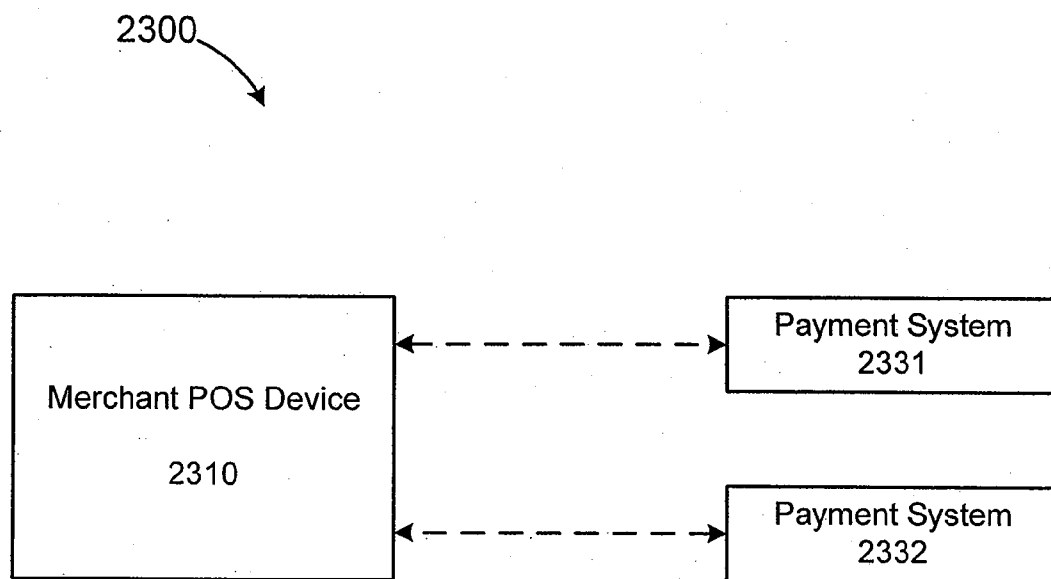 2300
Merchant POS Device
2310
Payment System
2331
Payment System
2332